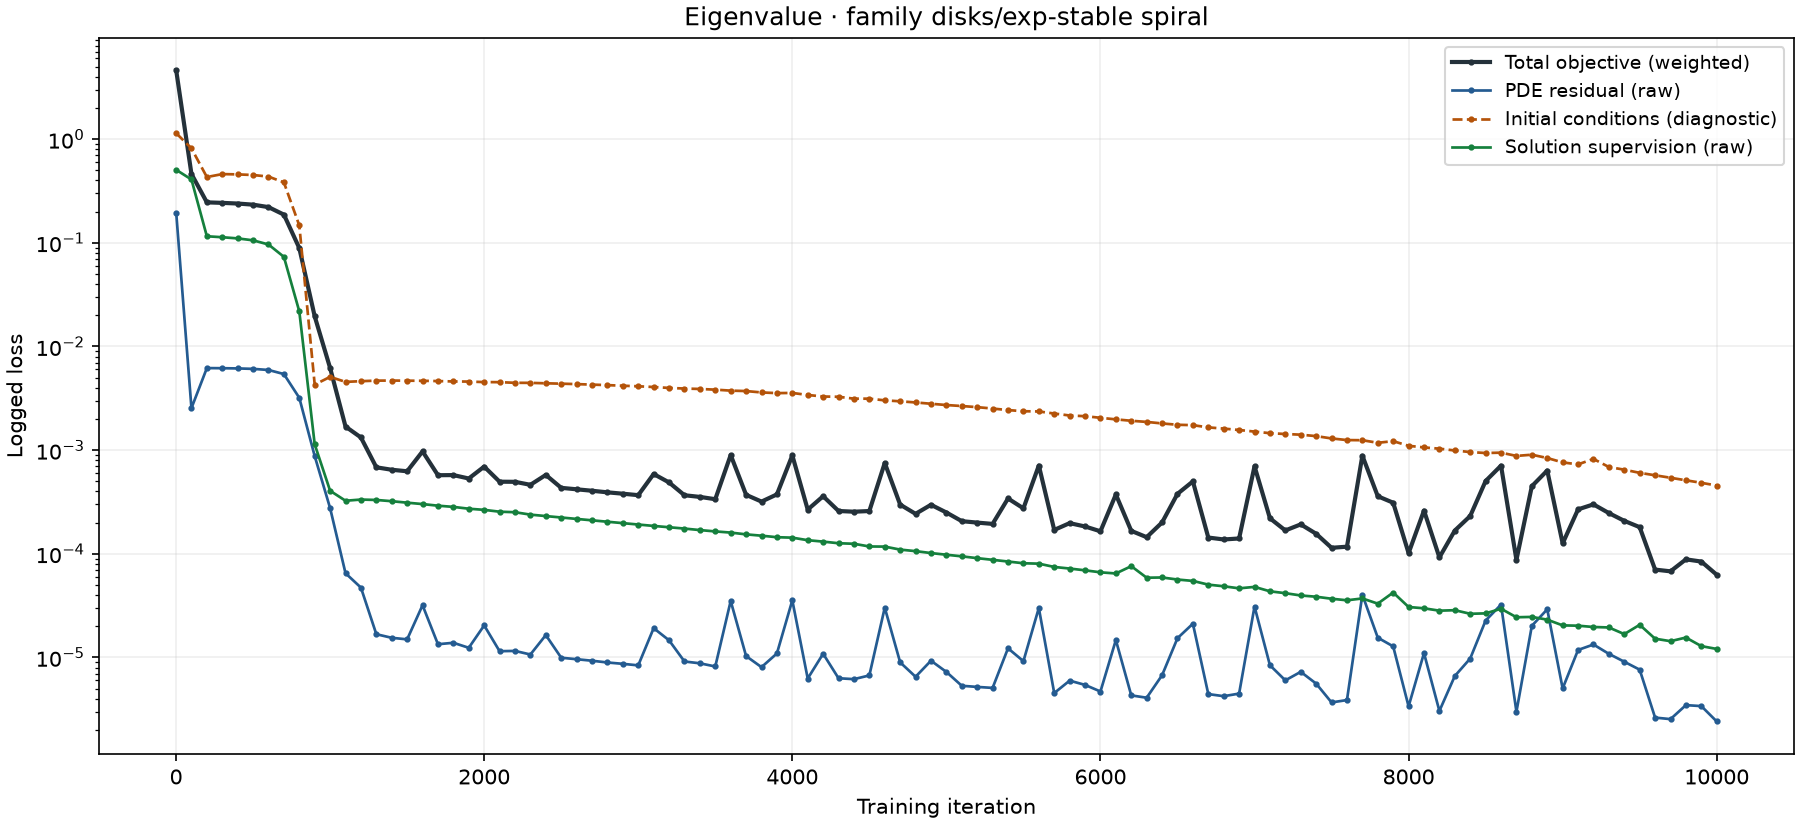 Eigenvalue · family disks/exp-stable spiral
Total objective (weighted)
PDE residual (raw)
Initial conditions (diagnostic)
Solution supervision (raw)
Logged loss
10⁰
10⁻¹
10⁻²
10⁻³
10⁻⁴
10⁻⁵
0 2000 4000 6000 8000 10000
Training iteration